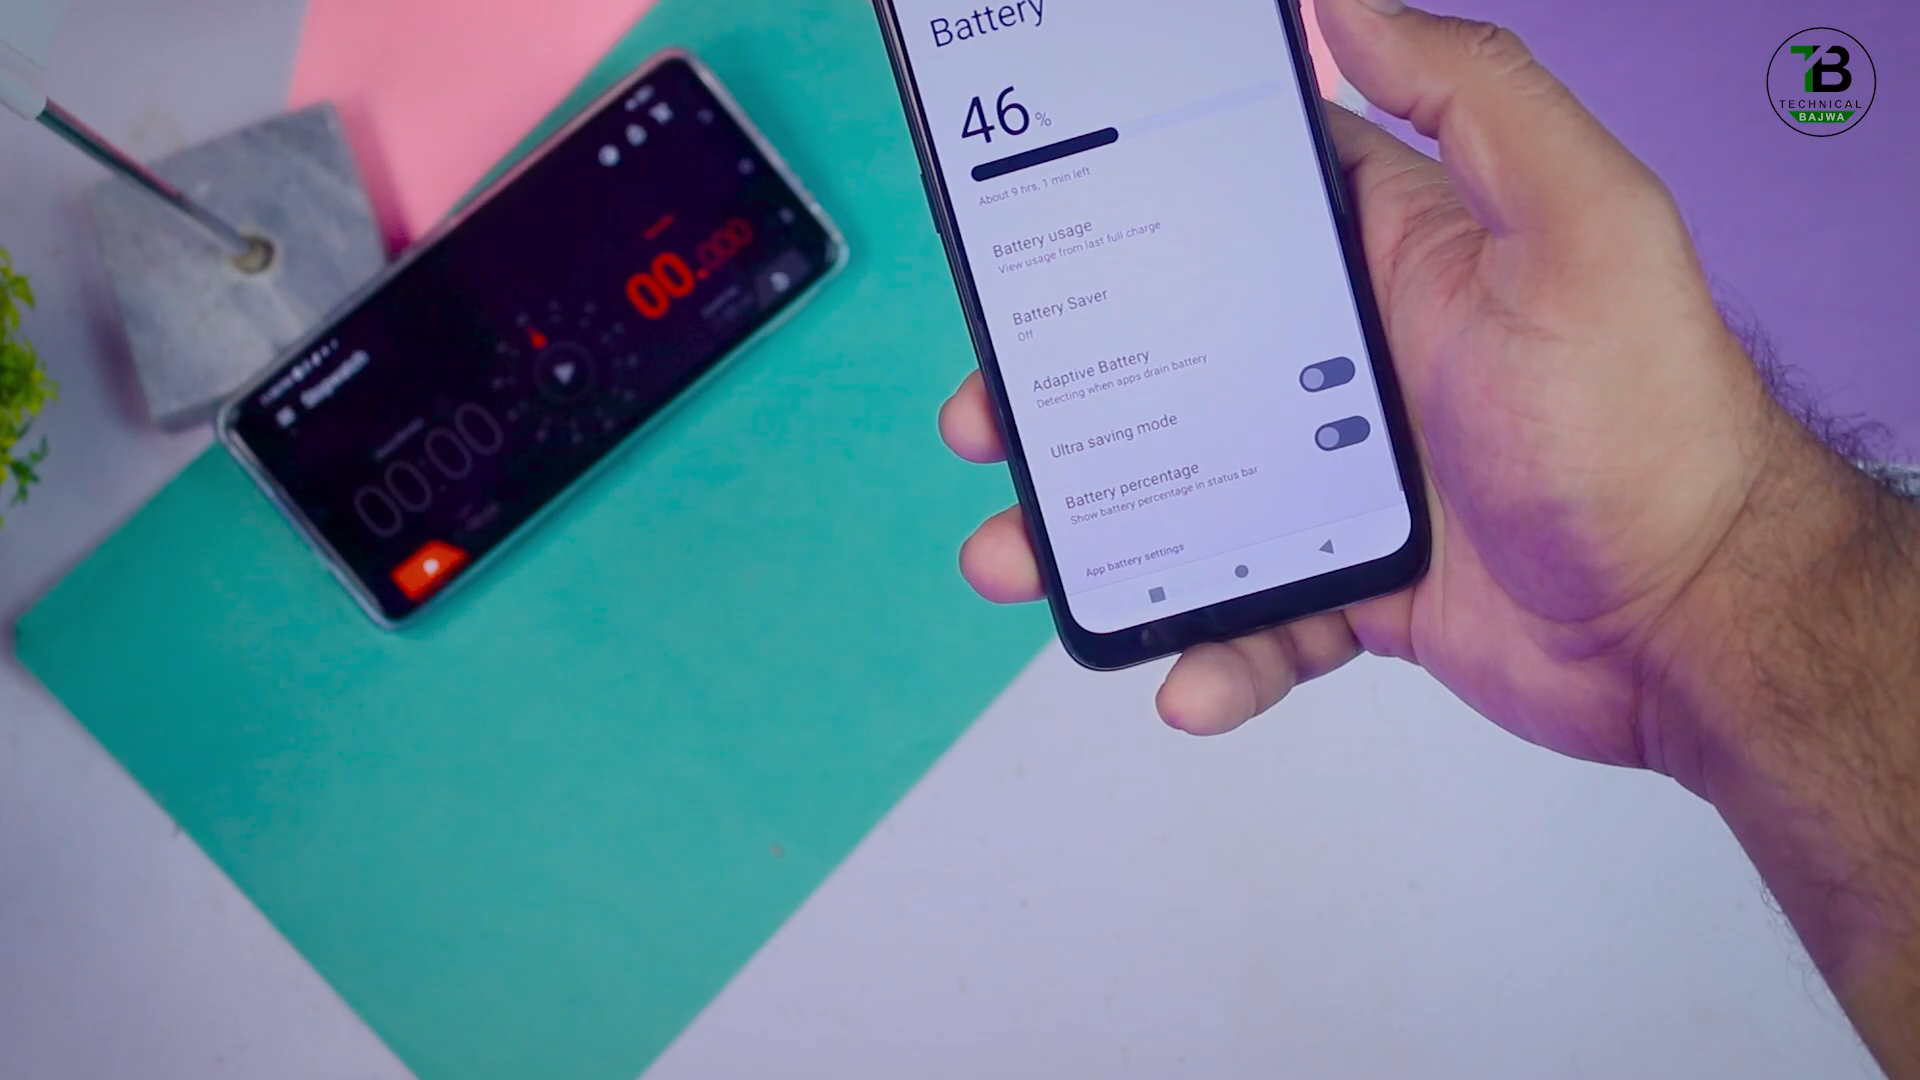 Battery
46 %
About 9 hrs, 1 min left
Battery usage
View usage from last full charge
Battery Saver
Off
Adaptive Battery
Detecting when apps drain battery
Ultra saving mode
Battery percentage
Show battery percentage in status bar
App battery settings
Stopwatch
00:00
00.000
TB
TECHNICAL
BAJWA